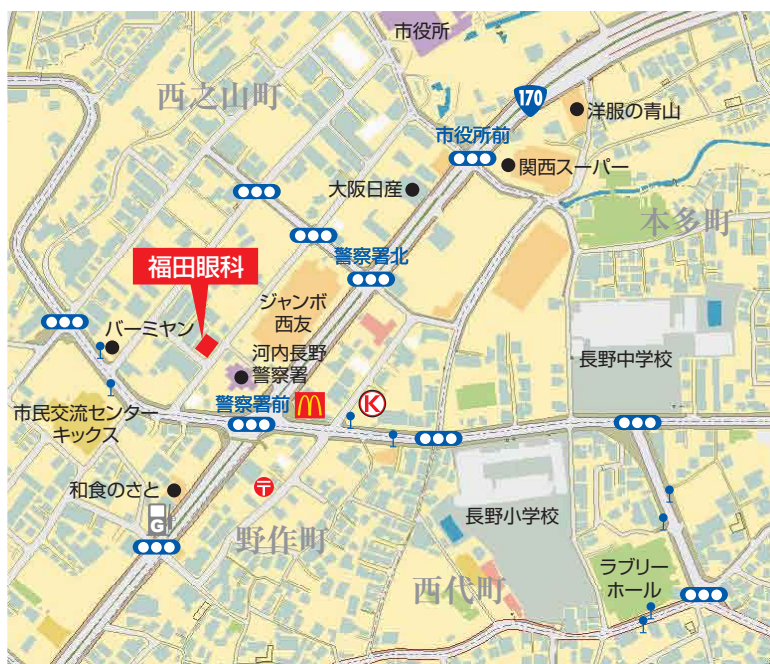 市役所
西之山町
170
洋服の青山
市役所前
関西スーパー
大阪日産
本多町
警察署北
福田眼科
ジャンボ
西友
バーミヤン
河内長野
警察署
長野中学校
警察署前
K
市民交流センター
キックス
和食のさと
〒
G
長野小学校
野作町
西代町
ラブリー
ホール